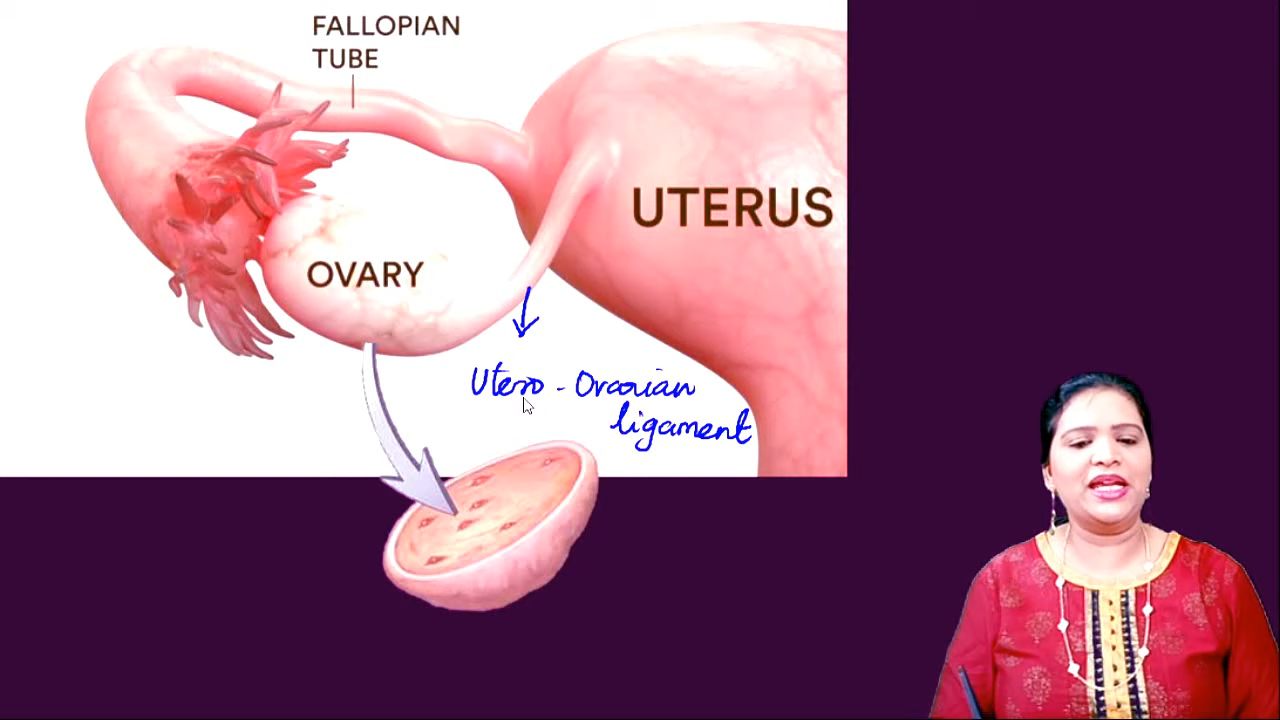 FALLOPIAN
TUBE
UTERUS
OVARY
Utero - Ovarian
ligament